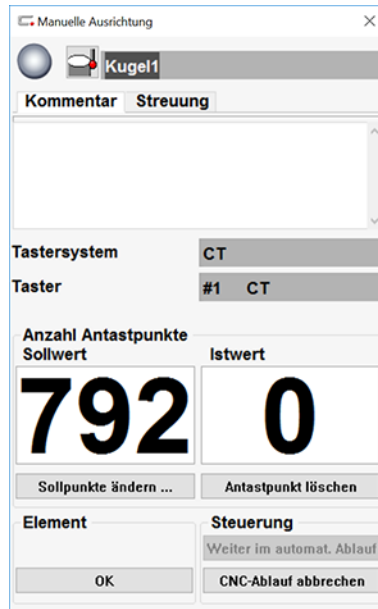 Manuelle Ausrichtung
Kugel1
Kommentar Streuung
Tastersystem CT
Taster #1 CT
Anzahl Antastpunkte
Sollwert Istwert
792 0
Sollpunkte ändern ... Antastpunkt löschen
Element Steuerung
Weiter im automat. Ablauf
OK CNC-Ablauf abbrechen